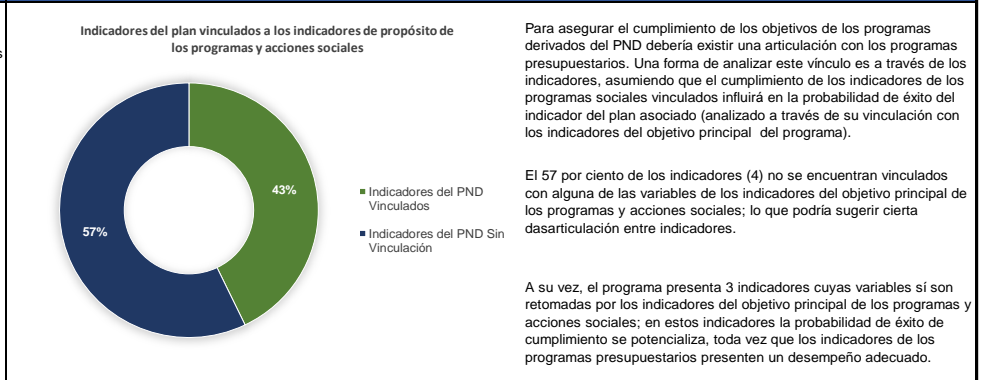 Indicadores del plan vinculados a los indicadores de propósito de
los programas y acciones sociales
s
43%
57%
Indicadores del PND
Vinculados
Indicadores del PND Sin
Vinculación
Para asegurar el cumplimiento de los objetivos de los programas
derivados del PND debería existir una articulación con los programas
presupuestarios. Una forma de analizar este vínculo es a través de los
indicadores, asumiendo que el cumplimiento de los indicadores de los
programas sociales vinculados influirá en la probabilidad de éxito del
indicador del plan asociado (analizado a través de su vinculación con
los indicadores del objetivo principal del programa).
El 57 por ciento de los indicadores (4) no se encuentran vinculados
con alguna de las variables de los indicadores del objetivo principal de
los programas y acciones sociales; lo que podría sugerir cierta
dasarticulación entre indicadores.
A su vez, el programa presenta 3 indicadores cuyas variables sí son
retomadas por los indicadores del objetivo principal de los programas y
acciones sociales; en estos indicadores la probabilidad de éxito de
cumplimiento se potencializa, toda vez que los indicadores de los
programas presupuestarios presenten un desempeño adecuado.